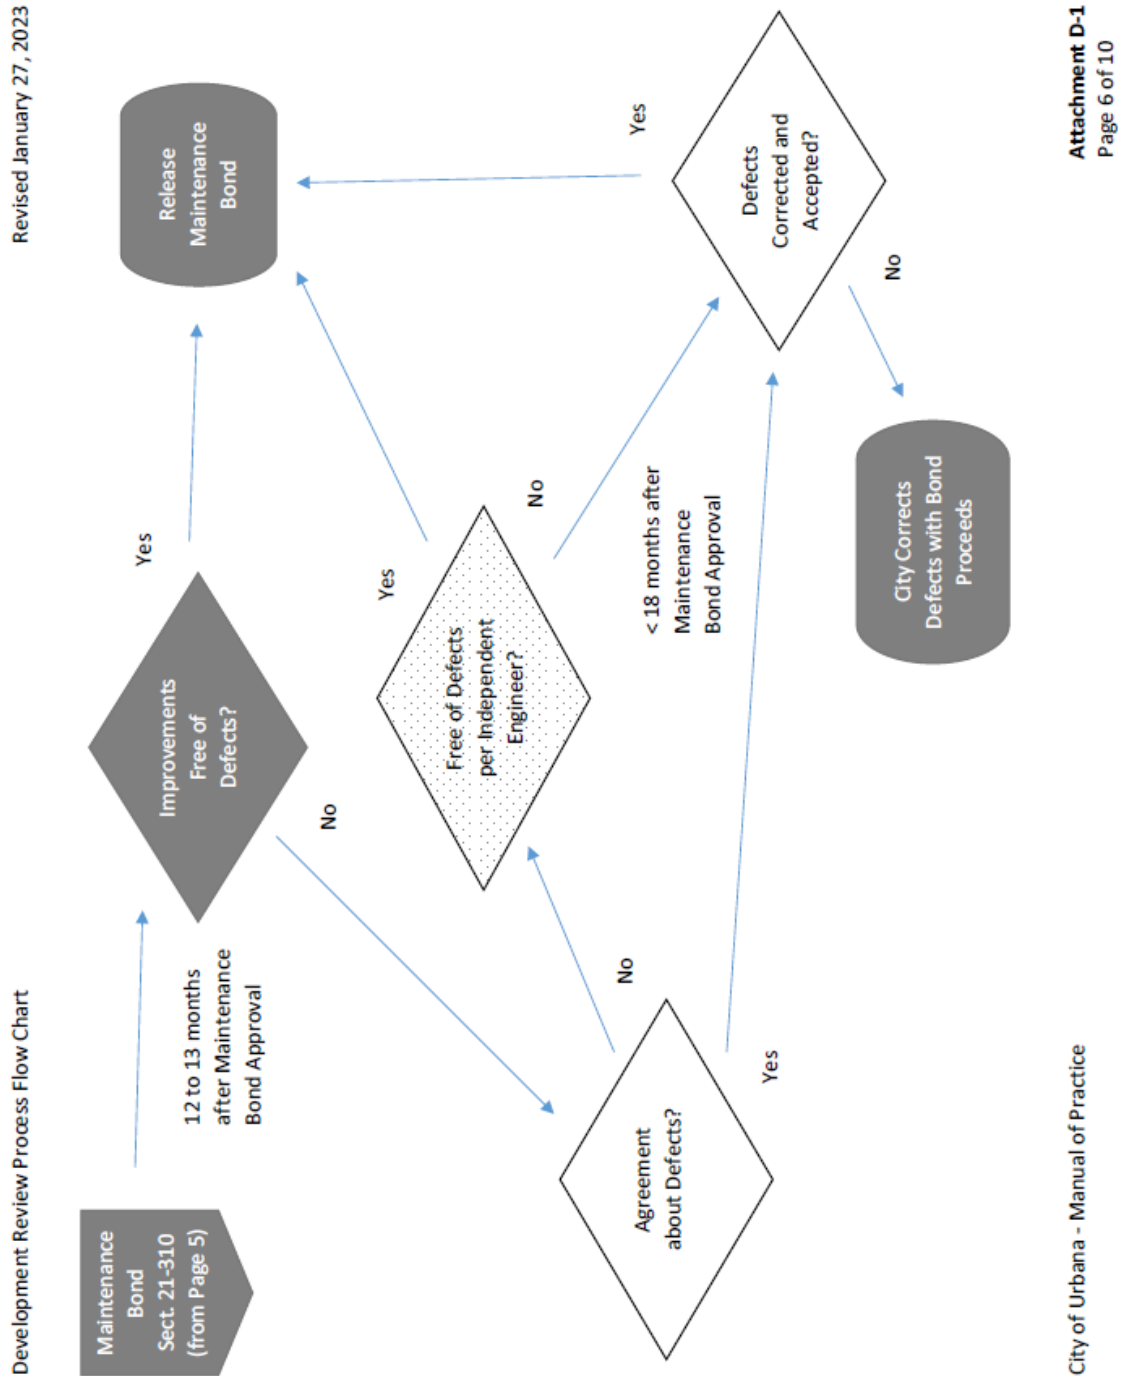 Development Review Process Flow Chart
Revised January 27, 2023
Maintenance
Bond
Sect. 21-310
(from Page 5)
12 to 13 months
after Maintenance
Bond Approval
Improvements
Free of
Defects?
Yes
No
Release
Maintenance
Bond
Agreement
about Defects?
No
Yes
Free of Defects
per Independent
Engineer?
Yes
No
< 18 months after
Maintenance
Bond Approval
Defects
Corrected and
Accepted?
Yes
No
City Corrects
Defects with Bond
Proceeds
City of Urbana - Manual of Practice
Attachment D-1
Page 6 of 10